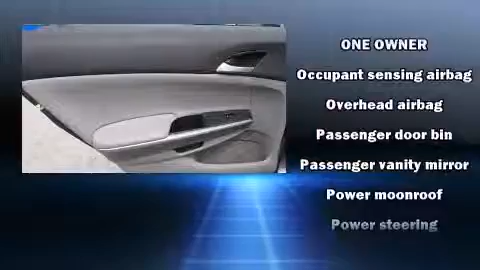 ONE OWNER
Occupant sensing airbag
Overhead airbag
Passenger door bin
Passenger vanity mirror
Power moonroof
Power steering